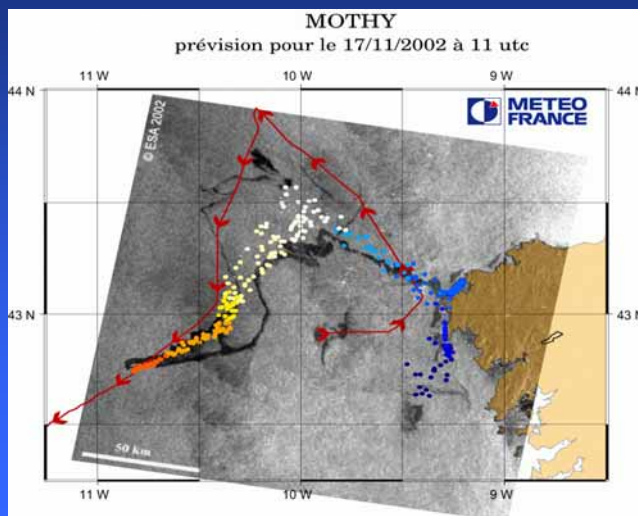 MOTHY
prévision pour le 17/11/2002 à 11 utc
11 W
10 W
9 W
44 N
44 N
© ESA 2002
METEO
FRANCE
43 N
43 N
50 km
11 W
10 W
9 W